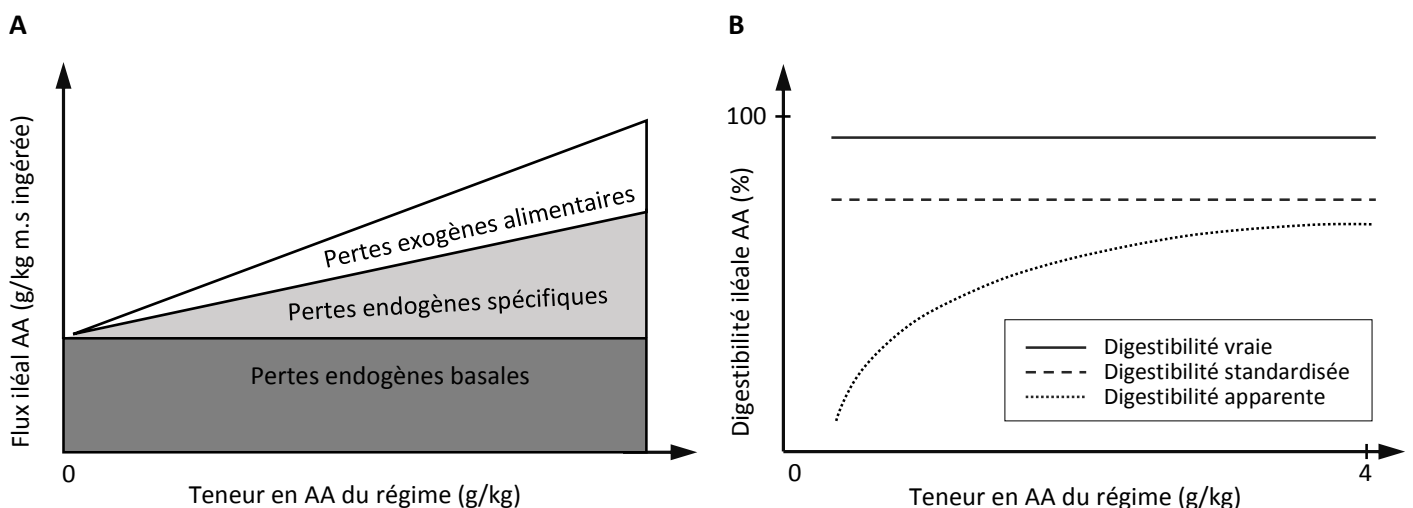 A
Flux iléal AA (g/kg m.s ingérée)
Pertes exogènes alimentaires
Pertes endogènes spécifiques
Pertes endogènes basales
0
Teneur en AA du régime (g/kg)
B
Digestibilité iléale AA (%)
100
Digestibilité vraie
Digestibilité standardisée
Digestibilité apparente
0
4
Teneur en AA du régime (g/kg)